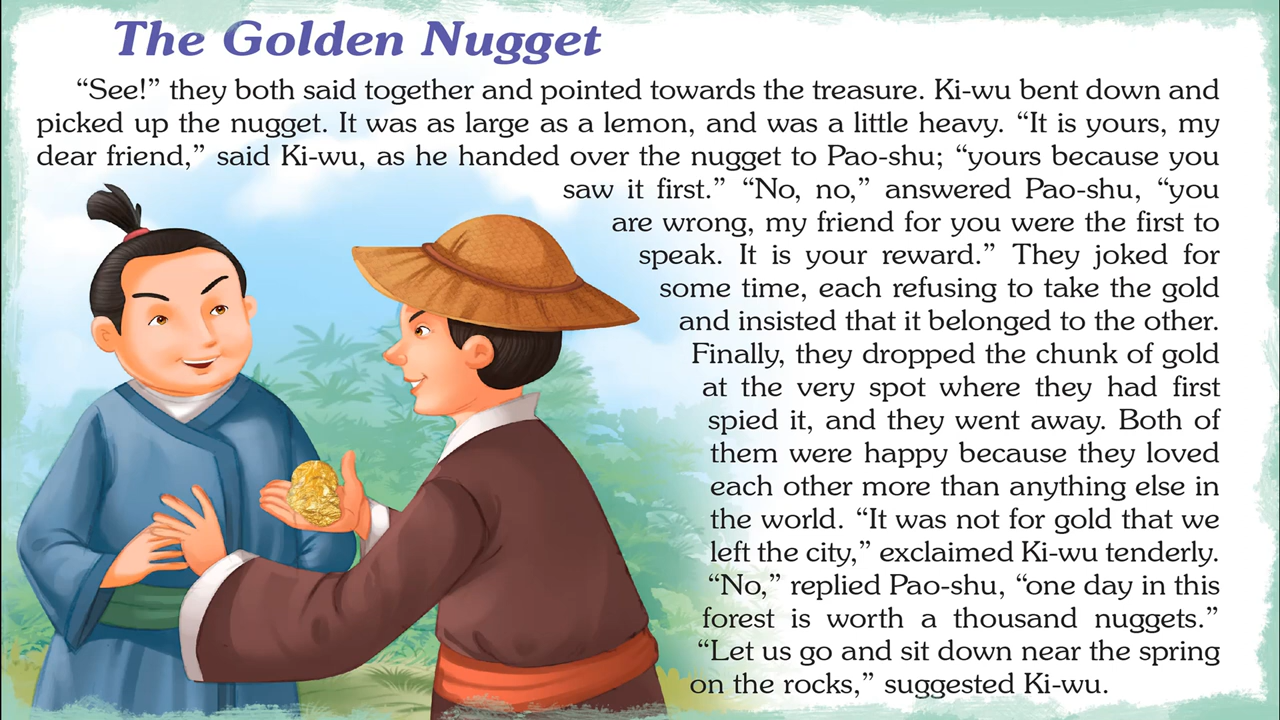 The Golden Nugget
“See!” they both said together and pointed towards the treasure. Ki-wu bent down and
picked up the nugget. It was as large as a lemon, and was a little heavy. “It is yours, my
dear friend,” said Ki-wu, as he handed over the nugget to Pao-shu; “yours because you
saw it first.” “No, no,” answered Pao-shu, “you
are wrong, my friend for you were the first to
speak. It is your reward.” They joked for
some time, each refusing to take the gold
and insisted that it belonged to the other.
Finally, they dropped the chunk of gold
at the very spot where they had first
spied it, and they went away. Both of
them were happy because they loved
each other more than anything else in
the world. “It was not for gold that we
left the city,” exclaimed Ki-wu tenderly.
“No,” replied Pao-shu, “one day in this
forest is worth a thousand nuggets.”
“Let us go and sit down near the spring
on the rocks,” suggested Ki-wu.